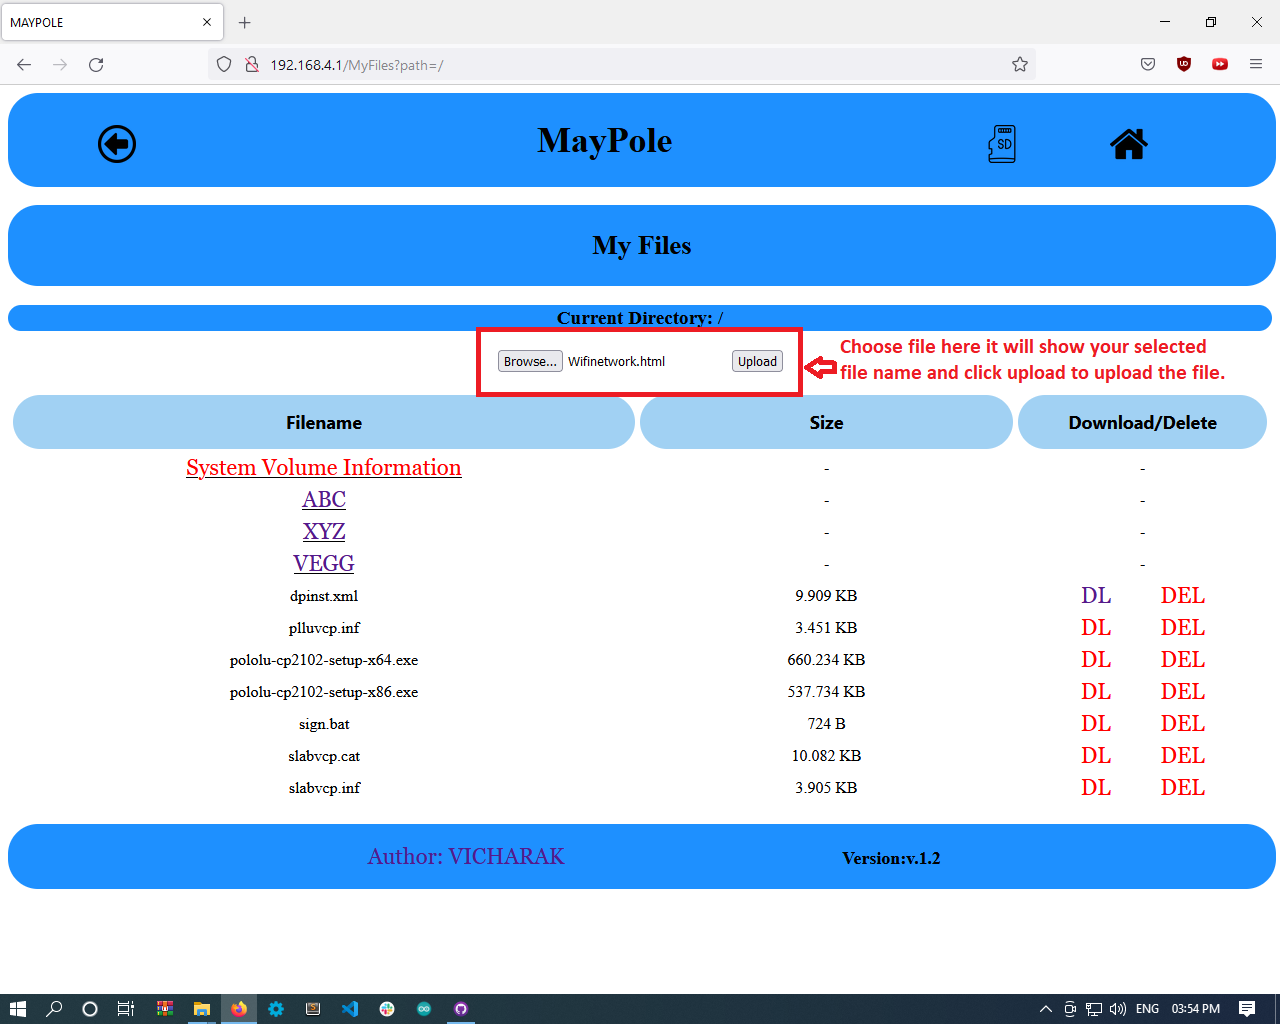 MAYPOLE
192.168.4.1/MyFiles?path=/
MayPole
SD
My Files
Current Directory: /
Browse... Wifinetwork.html Upload
Choose file here it will show your selected
file name and click upload to upload the file.
Filename Size Download/Delete
System Volume Information - -
ABC - -
XYZ - -
VEGG - -
dpinst.xml 9.909 KB DL DEL
plluvcp.inf 3.451 KB DL DEL
pololu-cp2102-setup-x64.exe 660.234 KB DL DEL
pololu-cp2102-setup-x86.exe 537.734 KB DL DEL
sign.bat 724 B DL DEL
slabvcp.cat 10.082 KB DL DEL
slabvcp.inf 3.905 KB DL DEL
Author: VICHARAK Version:v.1.2
ENG 03:54 PM